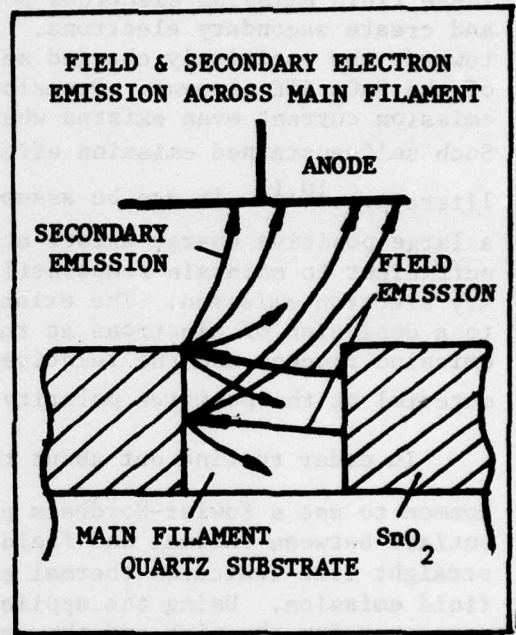 FIELD & SECONDARY ELECTRON
EMISSION ACROSS MAIN FILAMENT
ANODE
SECONDARY
EMISSION
FIELD
EMISSION
MAIN FILAMENT
SnO2
QUARTZ SUBSTRATE